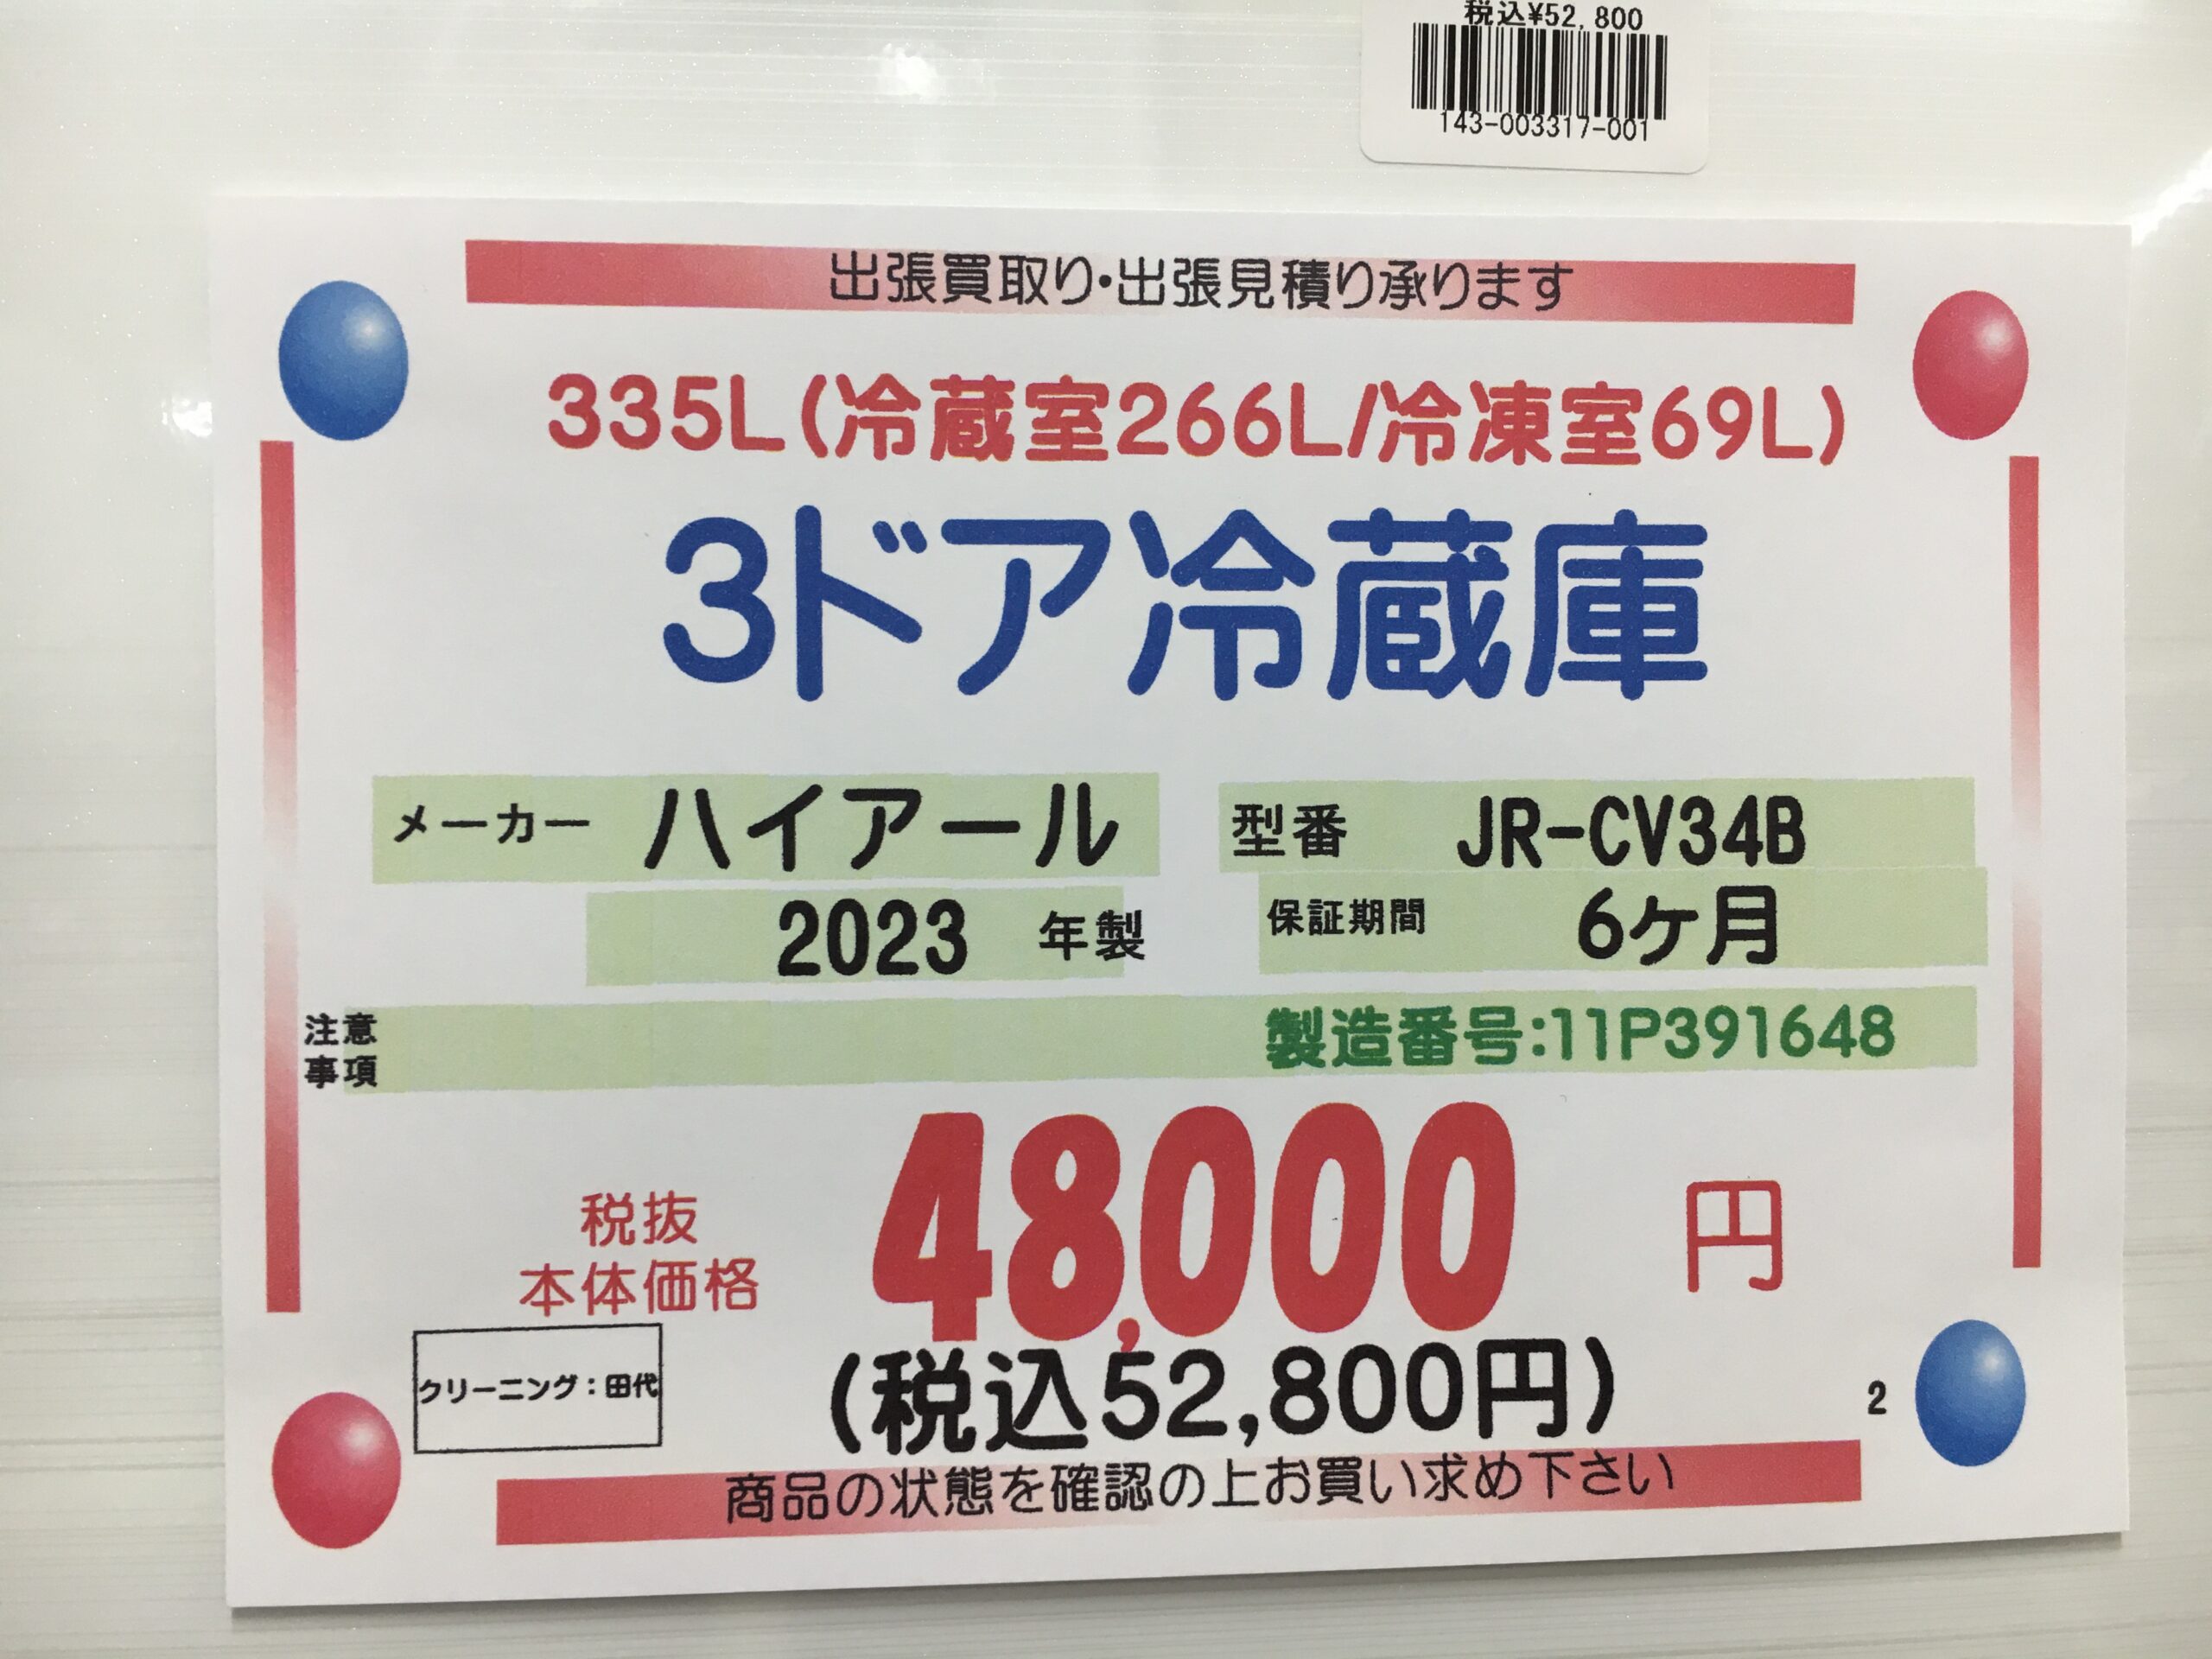 税込¥52,800
143-003317-001
出張買取り・出張見積り承ります
335L(冷蔵室266L/冷凍室69L)
3ドア冷蔵庫
メーカー ハイアール 型番 JR-CV34B
2023 年製 保証期間 6ケ月
注意
事項
製造番号:11P391648
税抜
本体価格
48,000 円
クリーニング:田代
(税込52,800円)
2
商品の状態を確認の上お買い求め下さい